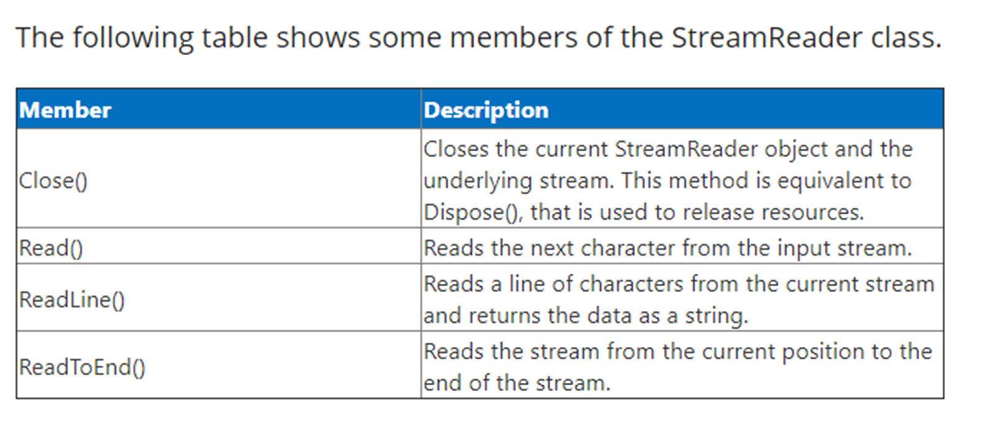 The following table shows some members of the StreamReader class.
Member
Description
Close()
Closes the current StreamReader object and the
underlying stream. This method is equivalent to
Dispose(), that is used to release resources.
Read()
Reads the next character from the input stream.
ReadLine()
Reads a line of characters from the current stream
and returns the data as a string.
ReadToEnd()
Reads the stream from the current position to the
end of the stream.